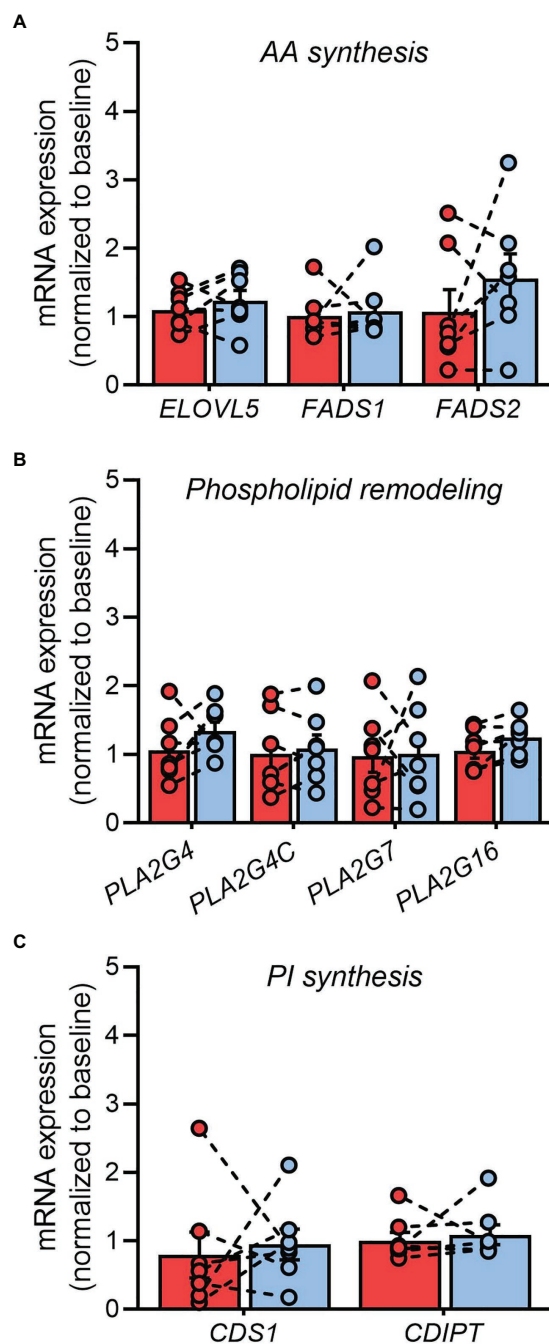 A
AA synthesis
mRNA expression
(normalized to baseline)
5
4
3
2
1
0
ELOVL5 FADS1 FADS2
B
Phospholipid remodeling
mRNA expression
(normalized to baseline)
5
4
3
2
1
0
PLA2G4 PLA2G4C PLA2G7 PLA2G16
C
PI synthesis
mRNA expression
(normalized to baseline)
5
4
3
2
1
0
CDS1 CDIPT